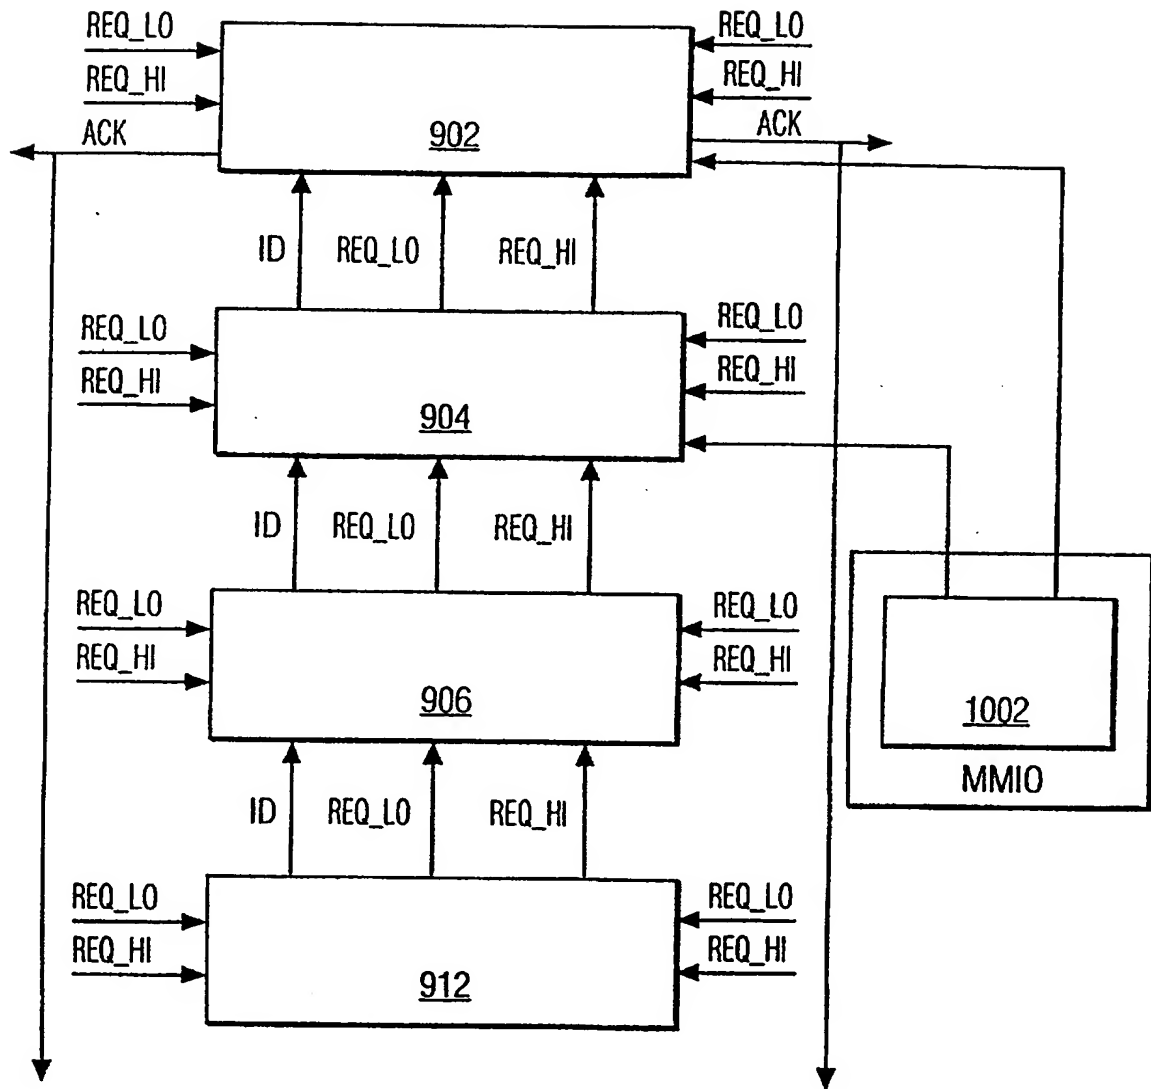 REQ_LO
REQ_LO
REQ_HI
REQ_HI
ACK
902
ACK
ID
REQ_LO
REQ_HI
REQ_LO
REQ_LO
REQ_HI
REQ_HI
904
ID
REQ_LO
REQ_HI
REQ_LO
REQ_LO
REQ_HI
REQ_HI
906
1002
MMIO
ID
REQ_LO
REQ_HI
REQ_LO
REQ_LO
REQ_HI
REQ_HI
912